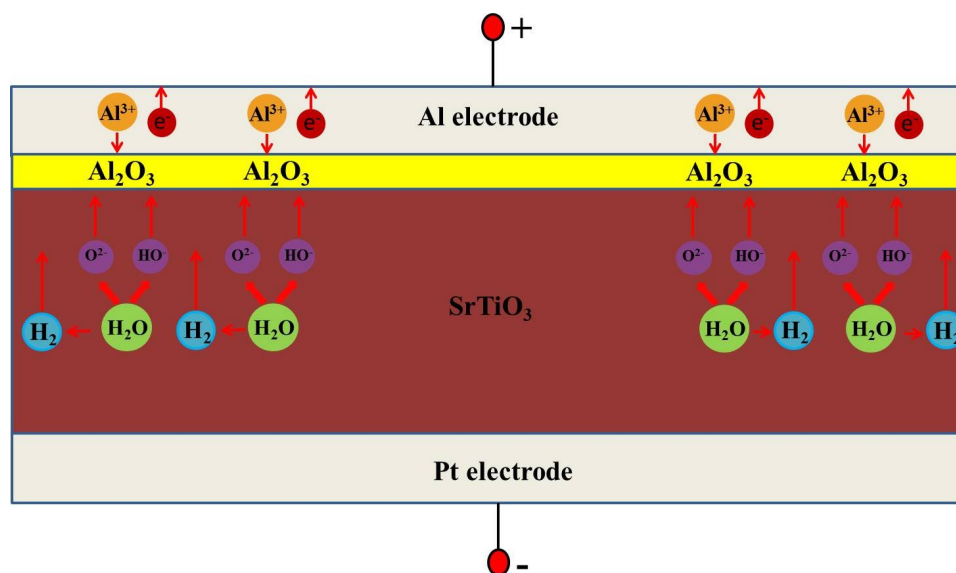 +
Al³⁺ e⁻ Al³⁺ e⁻ Al electrode Al³⁺ e⁻ Al³⁺ e⁻
Al₂O₃ Al₂O₃ Al₂O₃ Al₂O₃
O²⁻ HO⁻ O²⁻ HO⁻ O²⁻ HO⁻ O²⁻ HO⁻
SrTiO₃
H₂ H₂O H₂ H₂O H₂O H₂ H₂O H₂
Pt electrode
-